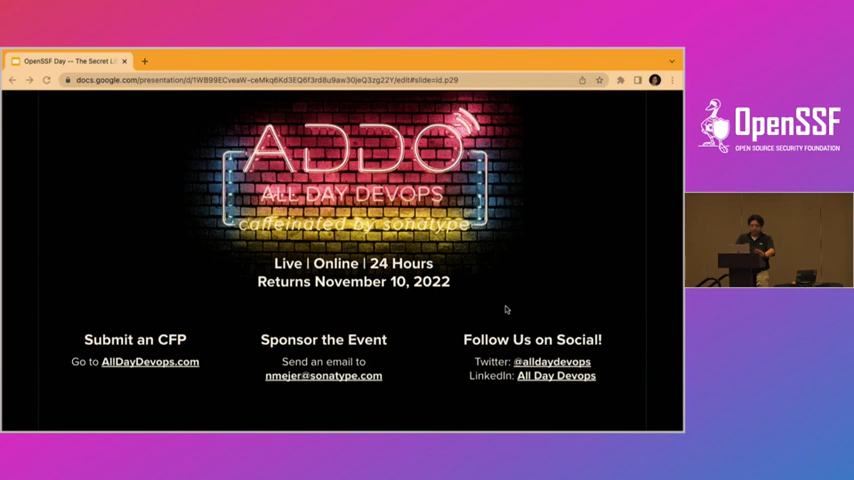 OpenSSF Day -- The Secret Li
docs.google.com/presentation/d/1WB99ECveaW-ceMkq6Kd3EQ6f3rd8u9aw30jeQ3zg22Y/edit#slide=id.p29
ADDO
ALL DAY DEVOPS
caffeinated by sonatype
Live | Online | 24 Hours
Returns November 10, 2022
Submit an CFP
Go to AllDayDevops.com
Sponsor the Event
Send an email to
nmejer@sonatype.com
Follow Us on Social!
Twitter: @alldaydevops
LinkedIn: All Day Devops
OpenSSF
OPEN SOURCE SECURITY FOUNDATION